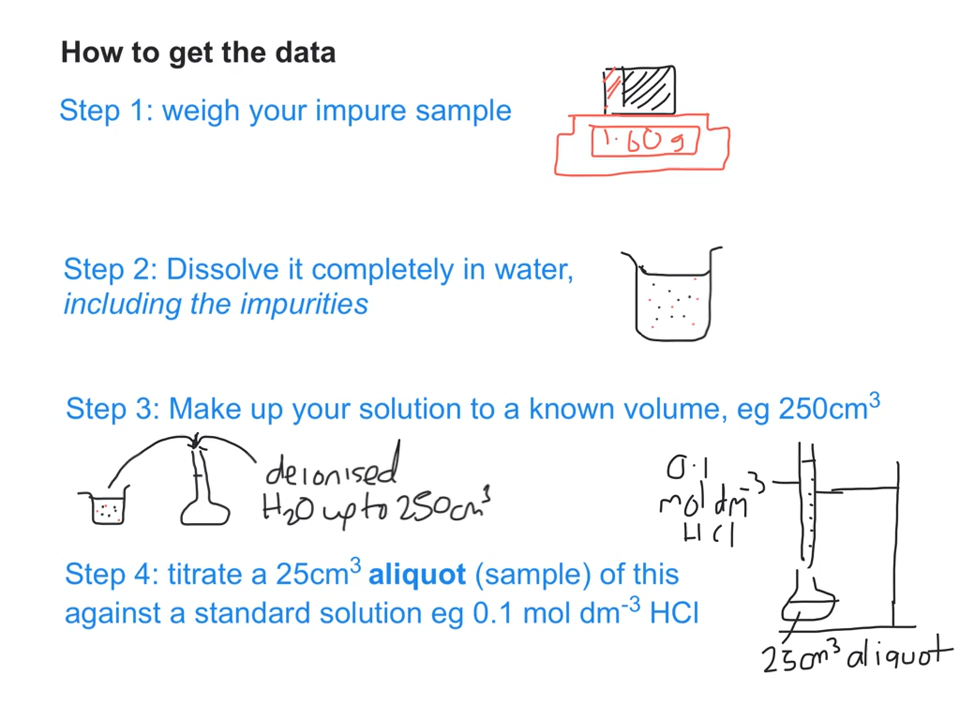 How to get the data
Step 1: weigh your impure sample
1.60g
Step 2: Dissolve it completely in water,
including the impurities
Step 3: Make up your solution to a known volume, eg 250cm³
deionised
H₂O up to 250cm³
0.1
mol dm⁻³
HCl
Step 4: titrate a 25cm³ aliquot (sample) of this
against a standard solution eg 0.1 mol dm⁻³ HCl
25cm³ aliquot